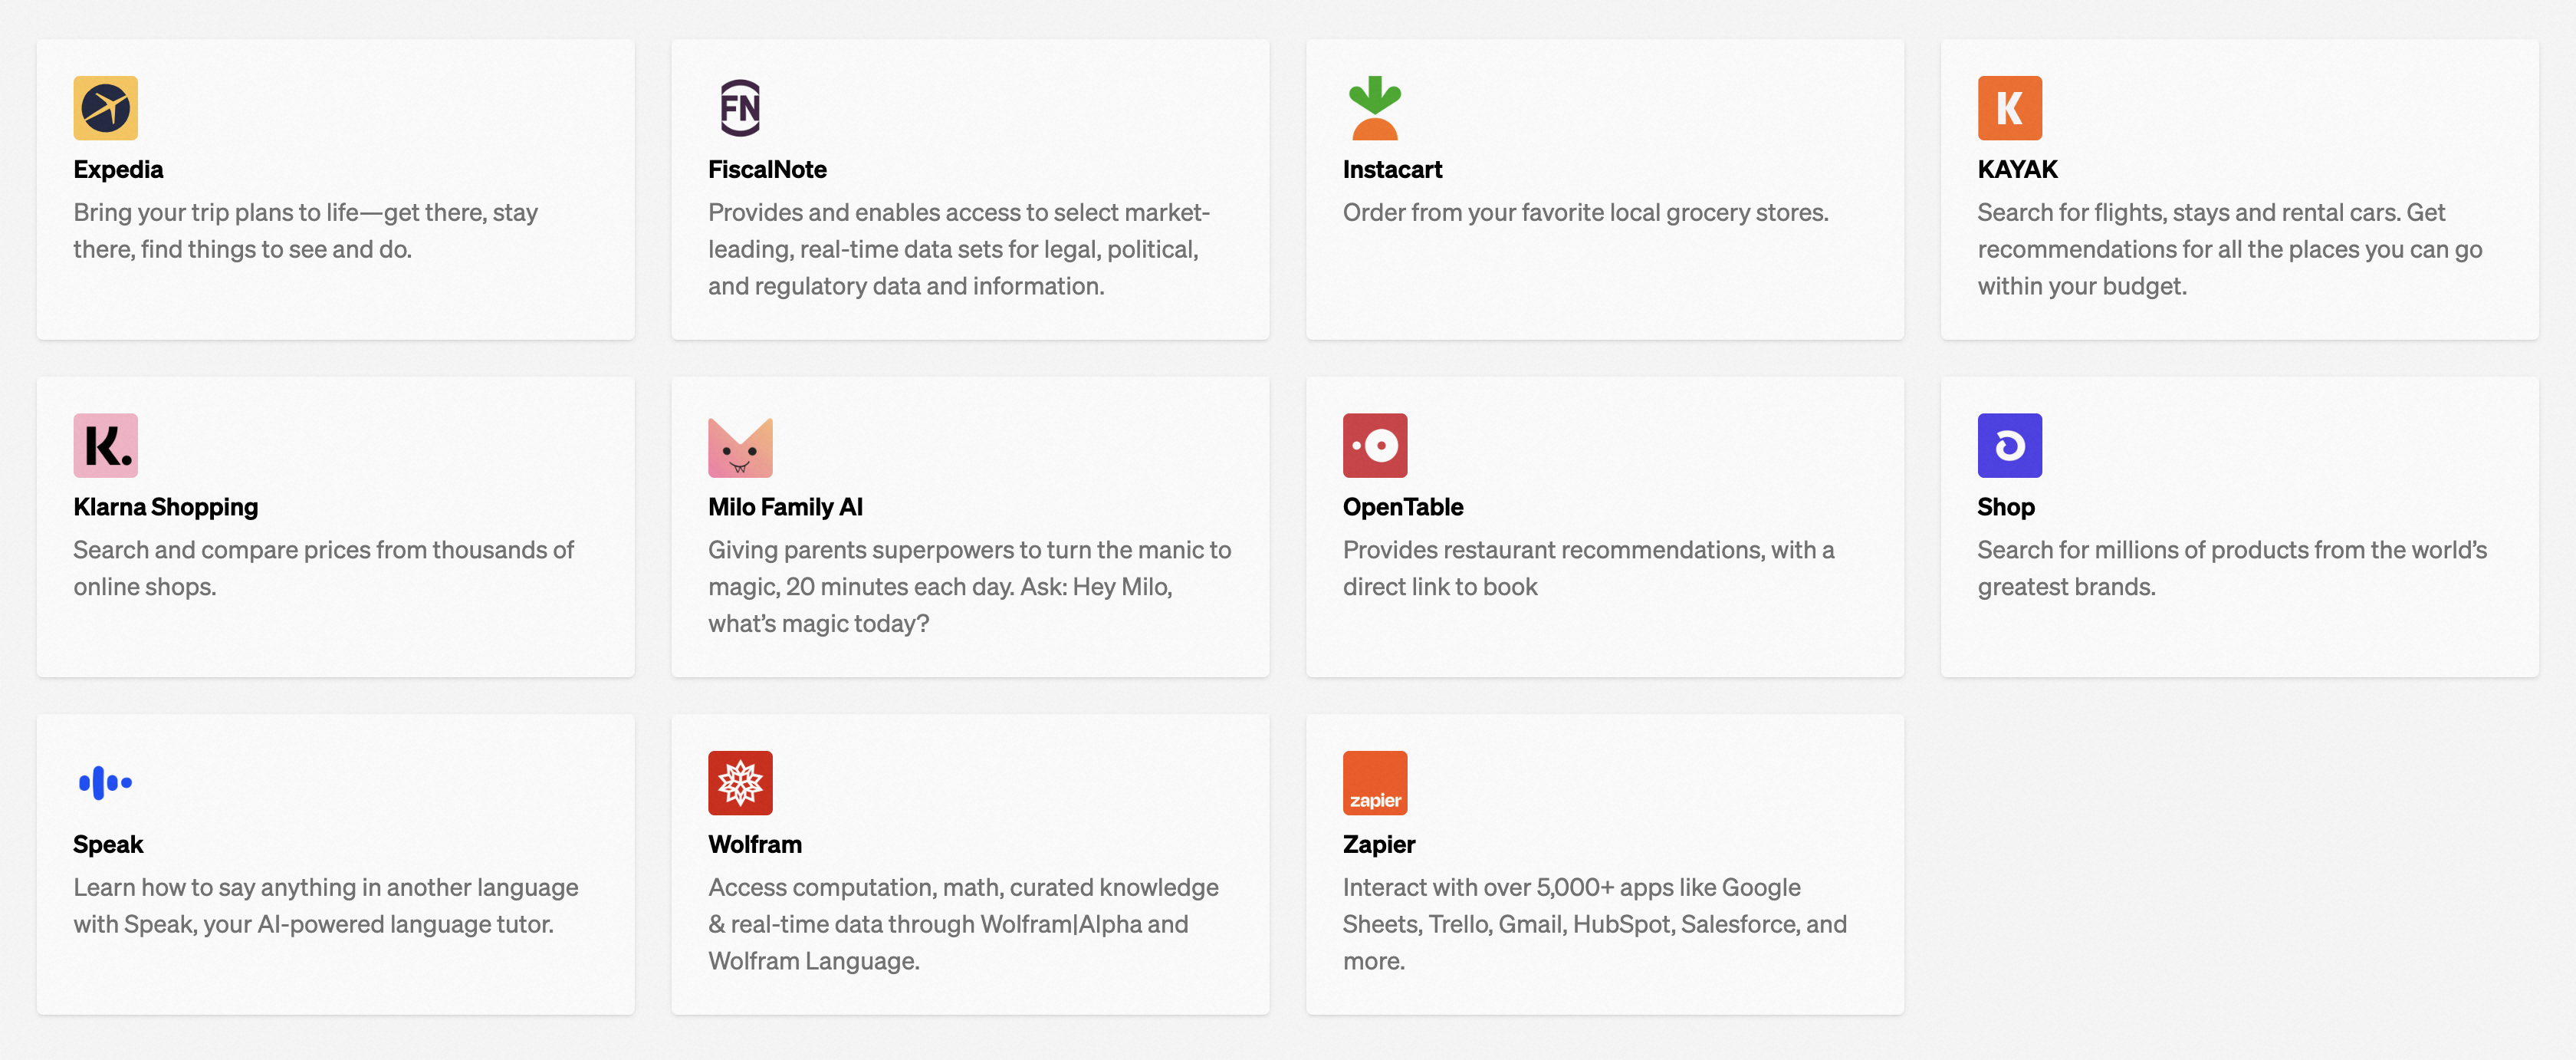 Expedia
Bring your trip plans to life—get there, stay
there, find things to see and do.
FN
FiscalNote
Provides and enables access to select market-
leading, real-time data sets for legal, political,
and regulatory data and information.
Instacart
Order from your favorite local grocery stores.
K
KAYAK
Search for flights, stays and rental cars. Get
recommendations for all the places you can go
within your budget.
K.
Klarna Shopping
Search and compare prices from thousands of
online shops.
Milo Family AI
Giving parents superpowers to turn the manic to
magic, 20 minutes each day. Ask: Hey Milo,
what’s magic today?
OpenTable
Provides restaurant recommendations, with a
direct link to book
Shop
Search for millions of products from the world’s
greatest brands.
Speak
Learn how to say anything in another language
with Speak, your AI-powered language tutor.
Wolfram
Access computation, math, curated knowledge
& real-time data through Wolfram|Alpha and
Wolfram Language.
zapier
Zapier
Interact with over 5,000+ apps like Google
Sheets, Trello, Gmail, HubSpot, Salesforce, and
more.